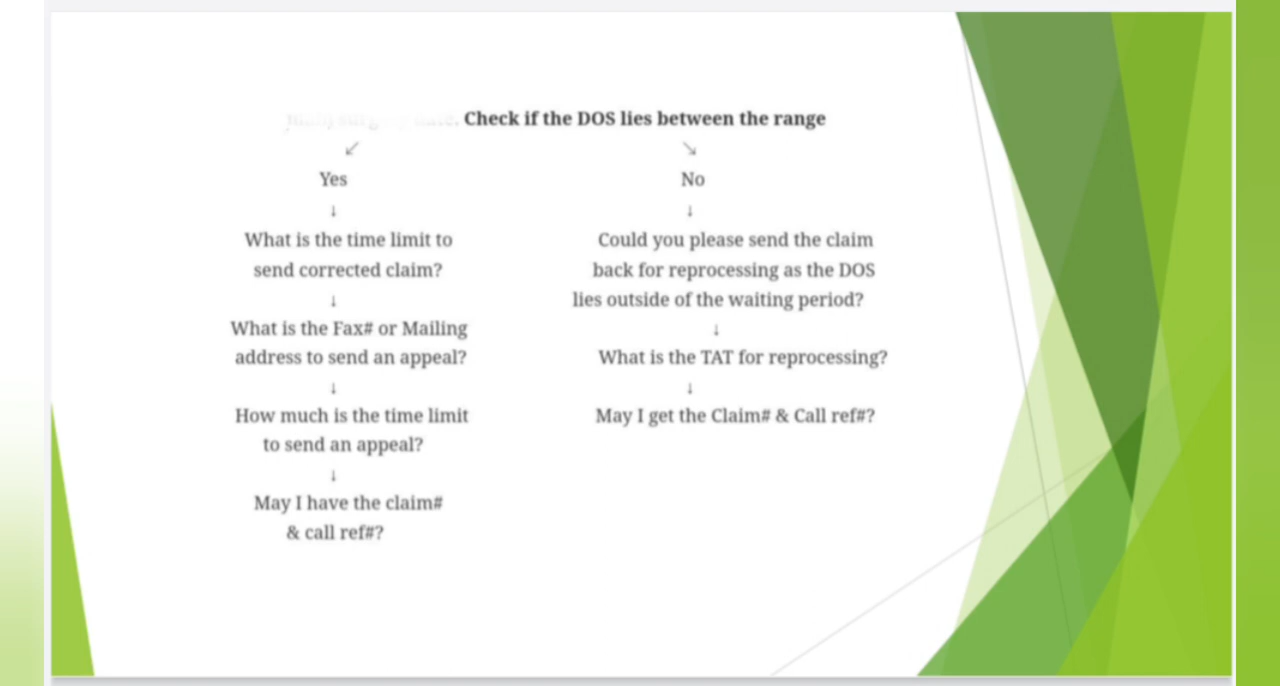 Check if the DOS lies between the range
↙ ↘
Yes No
↓ ↓
What is the time limit to Could you please send the claim
send corrected claim? back for reprocessing as the DOS
↓ lies outside of the waiting period?
What is the Fax# or Mailing ↓
address to send an appeal? What is the TAT for reprocessing?
↓ ↓
How much is the time limit May I get the Claim# & Call ref#?
to send an appeal?
↓
May I have the claim#
& call ref#?